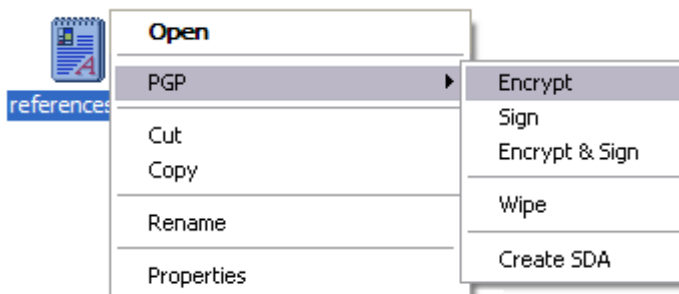 Open
PGP
Cut
Copy
Rename
Properties
references
Encrypt
Sign
Encrypt & Sign
Wipe
Create SDA